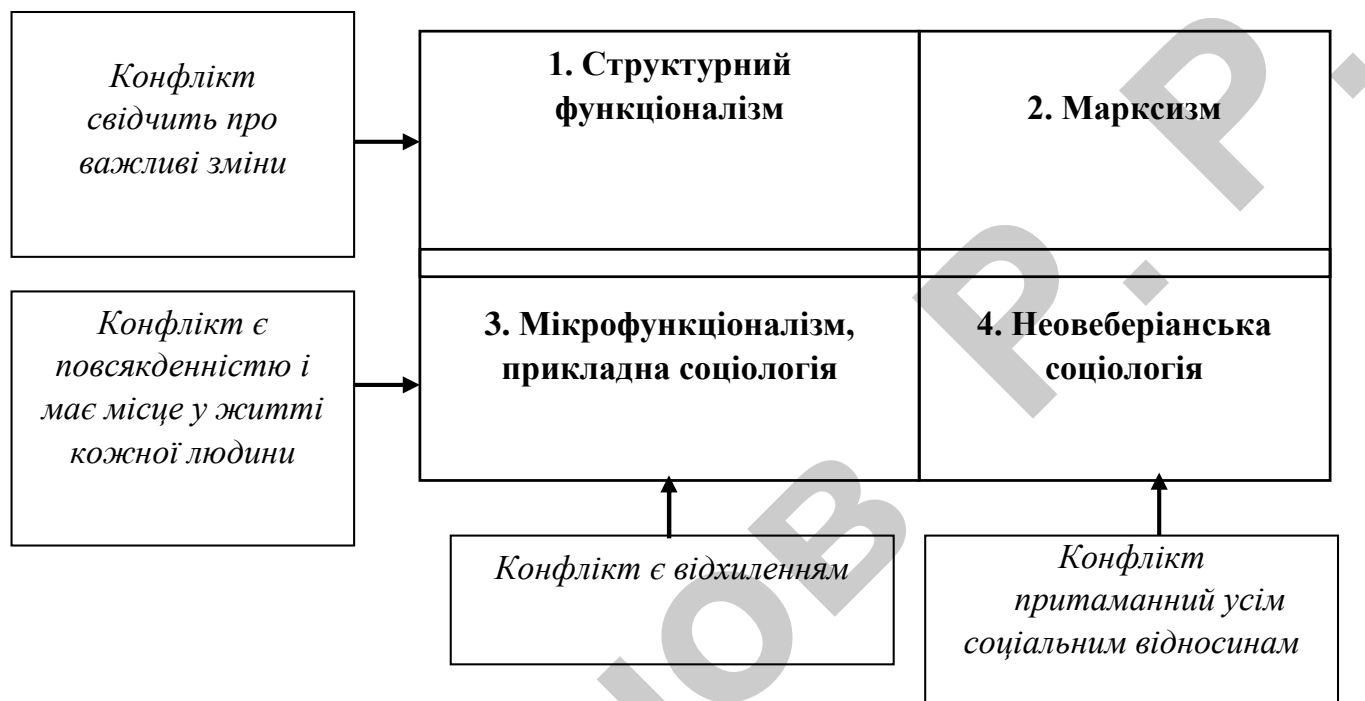 Конфлікт
свідчить про
важливі зміни
1. Структурний
функціоналізм
2. Марксизм
Конфлікт є
повсякденністю і
має місце у житті
кожної людини
3. Мікрофункціоналізм,
прикладна соціологія
4. Неовеберіанська
соціологія
Конфлікт є відхиленням
Конфлікт
притаманний усім
соціальним відносинам
НОВ Р. Р.